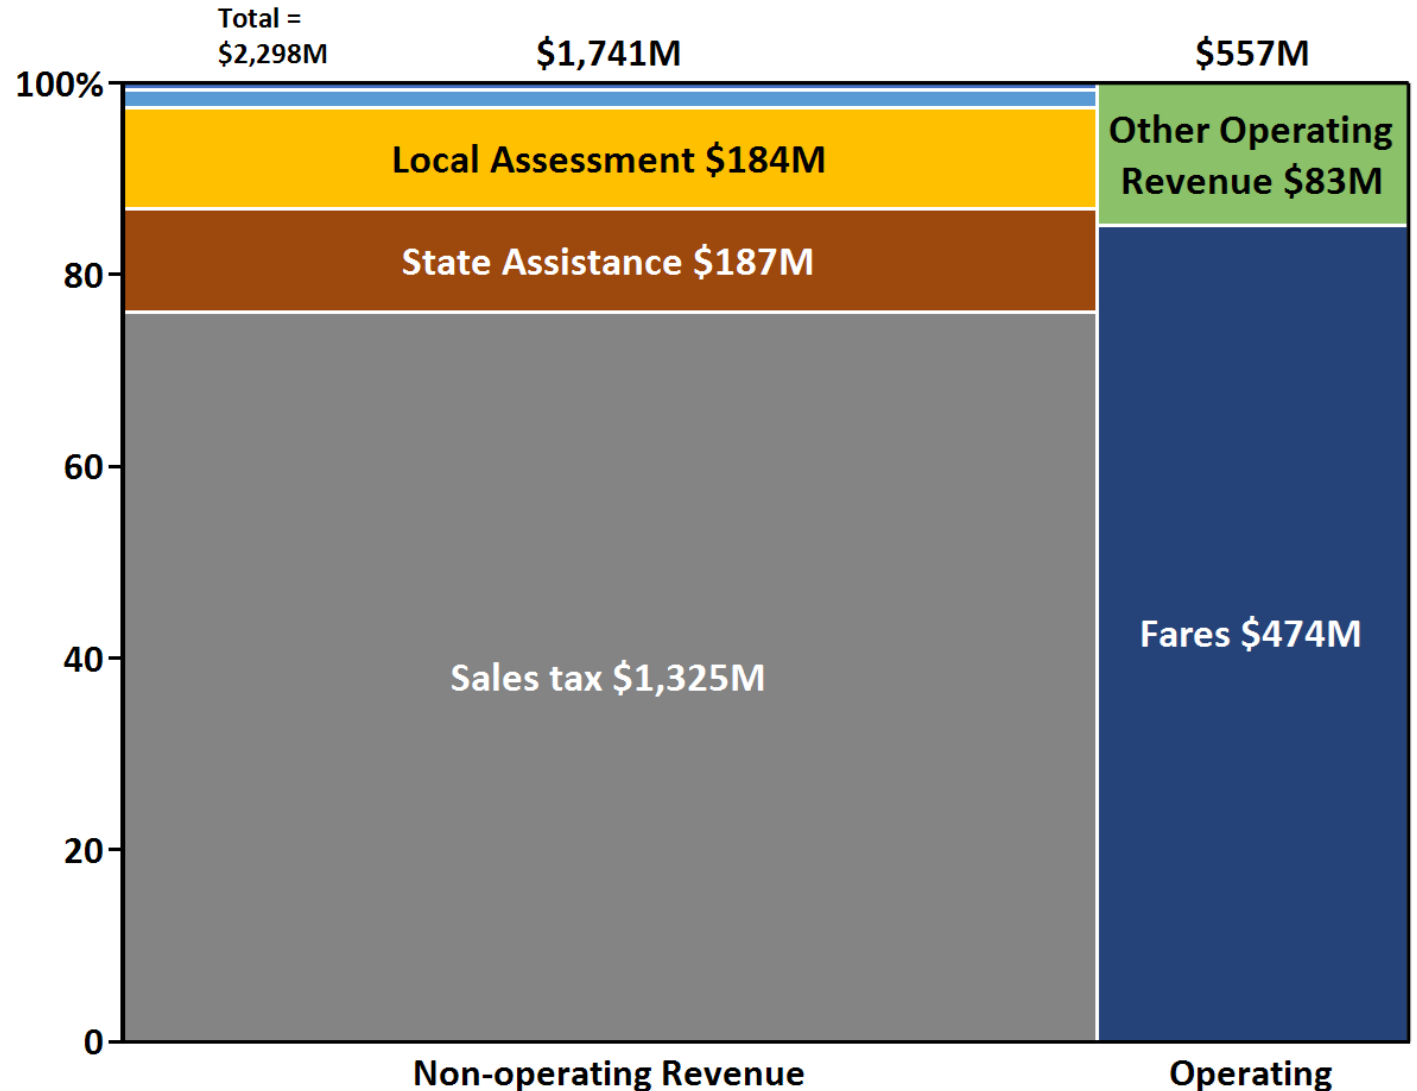 Total =
$2,298M
$1,741M
$557M
100%
Other Operating
Revenue $83M
Local Assessment $184M
State Assistance $187M
80
60
Fares $474M
40
Sales tax $1,325M
20
0
Non-operating Revenue
Operating